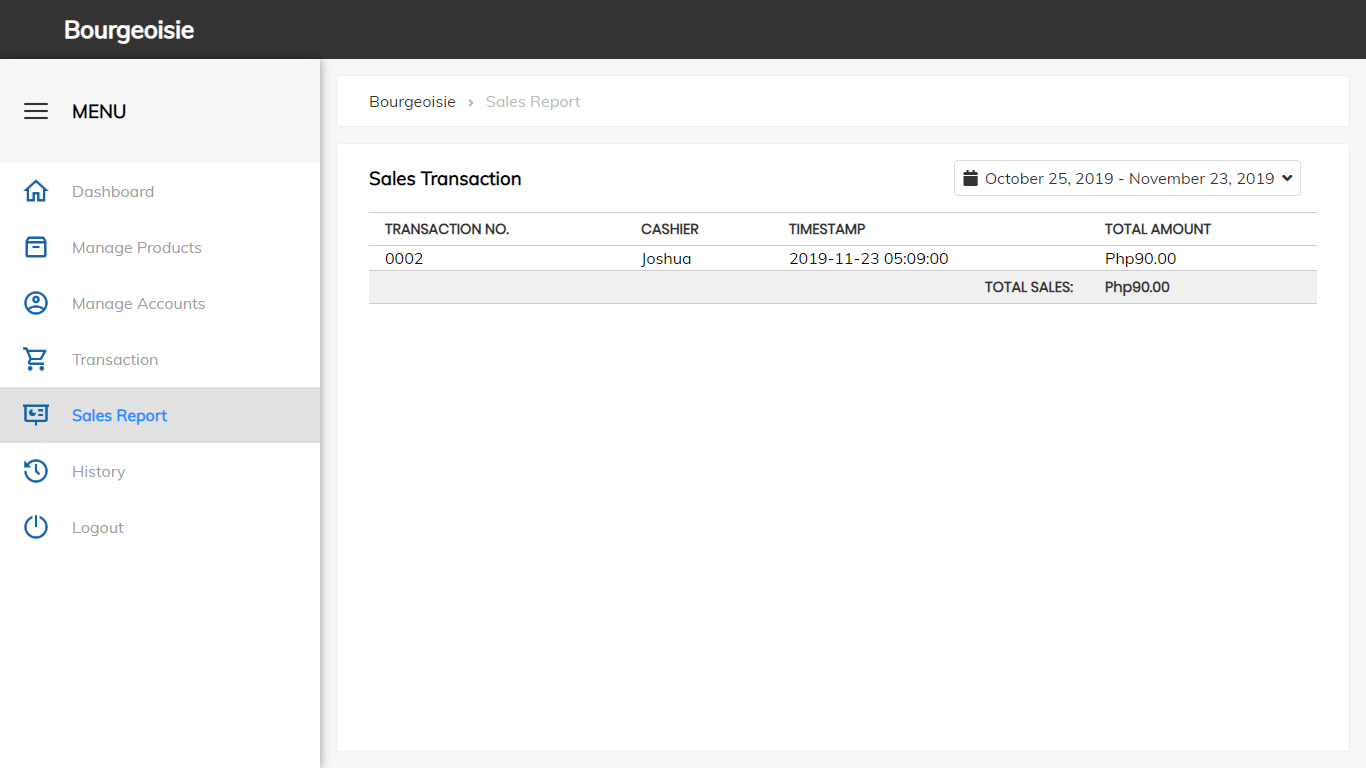 Bourgeoisie
MENU
Dashboard
Manage Products
Manage Accounts
Transaction
Sales Report
History
Logout
Bourgeoisie › Sales Report
Sales Transaction
October 25, 2019 - November 23, 2019
TRANSACTION NO. CASHIER TIMESTAMP TOTAL AMOUNT
0002 Joshua 2019-11-23 05:09:00 Php90.00
TOTAL SALES: Php90.00